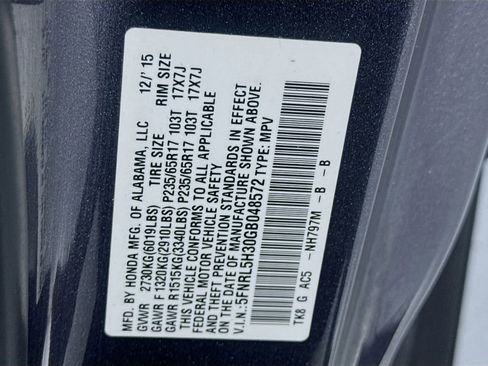 MFD. BY HONDA MFG. OF ALABAMA, LLC 12/'15
GVWR 2730KG(6019LBS) TIRE SIZE RIM SIZE
GAWR F 1320KG(2910LBS) P235/65R17 103T 17X7J
GAWR R1515KG(3340LBS) P235/65R17 103T 17X7J
THIS VEHICLE CONFORMS TO ALL APPLICABLE
FEDERAL MOTOR VEHICLE SAFETY
AND THEFT PREVENTION STANDARDS IN EFFECT
ON THE DATE OF MANUFACTURE SHOWN ABOVE.
V.I.N.:5FNRL5H30GB048572 TYPE: MPV
TK8 G AC5 - NH797M - B - B